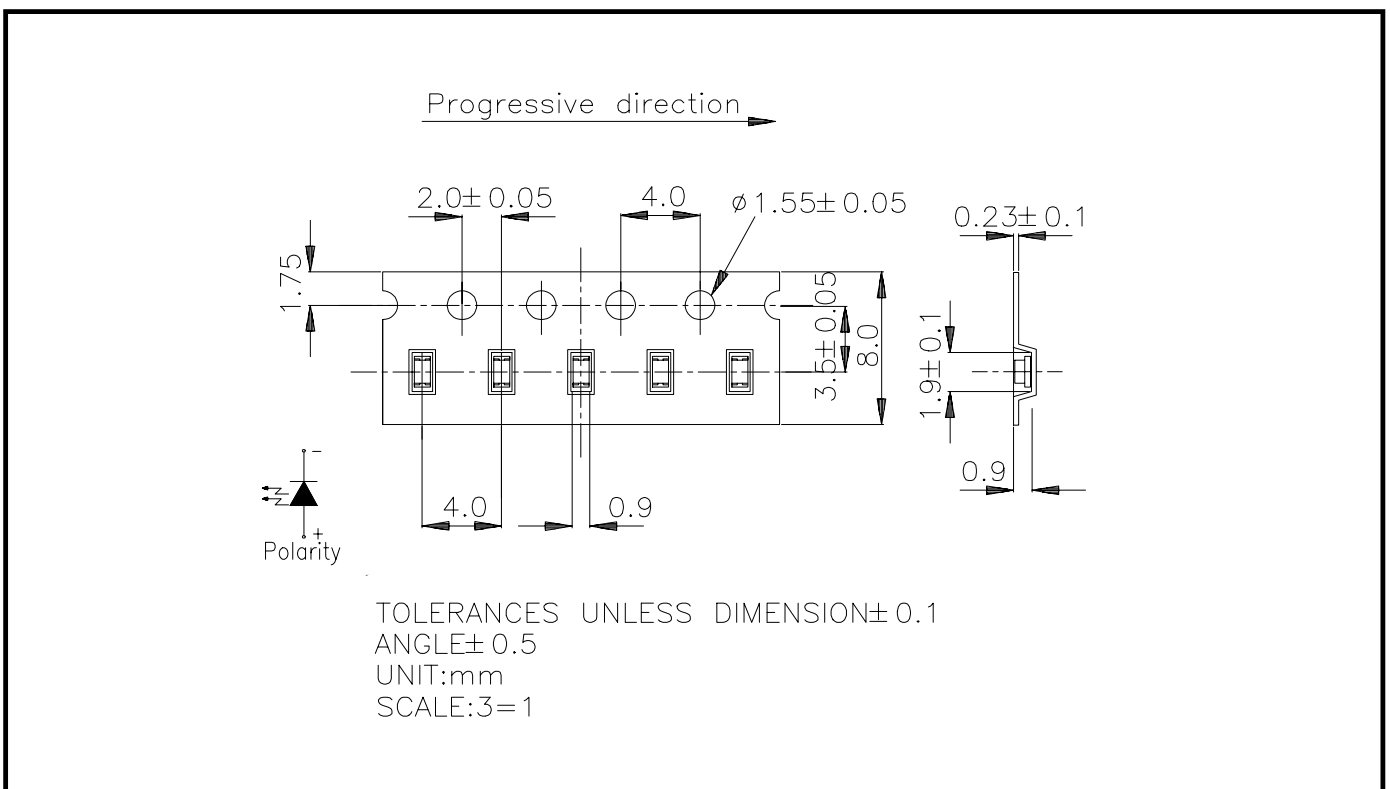 Progressive direction
2.0±0.05
4.0
ø1.55±0.05
0.23±0.1
1.75
3.5±0.05
8.0
1.9±0.1
0.9
-
4.0
0.9
+
Polarity
TOLERANCES UNLESS DIMENSION±0.1
ANGLE±0.5
UNIT:mm
SCALE:3=1